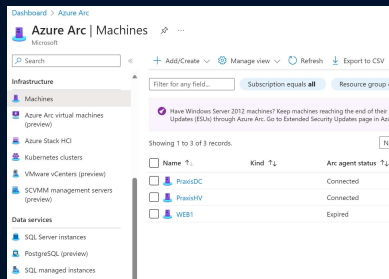 Dashboard > Azure Arc
Azure Arc | Machines
Microsoft
Search
Add/Create
Manage view
Refresh
Export to CSV
Infrastructure
Machines
Azure Arc virtual machines (preview)
Azure Stack HCI
Kubernetes clusters
VMware vCenters (preview)
SCVMM management servers (preview)
Data services
SQL Server instances
PostgreSQL (preview)
SQL managed instances
Filter for any field...
Subscription equals all
Resource group
Have Windows Server 2012 machines? Keep machines reaching the end of their
Updates (ESUs) through Azure Arc. Go to Extended Security Updates page in
Showing 1 to 3 of 3 records.
Name Kind Arc agent status
PraxisDC Connected
PraxisHV Connected
WEB1 Expired